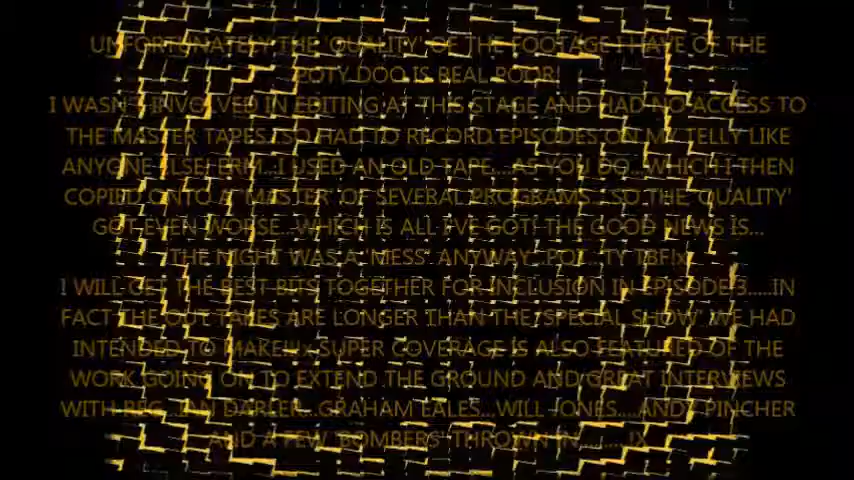 UNFORTUNATELY THE 'QUALITY' OF THE FOOTAGE I HAVE OF THE
POTY DOO IS REAL POOR!
I WASN'T INVOLVED IN EDITING AT THIS STAGE AND HAD NO ACCESS TO
THE MASTER TAPES..SO HAD TO RECORD EPISODES ON MY TELLY LIKE
ANYONE ELSE! ERM...I USED AN OLD TAPE...AS YOU DO...WHICH I THEN
COPIED ONTO A 'MASTER' OF SEVERAL PROGRAMS...SO THE 'QUALITY'
GOT EVEN WORSE...WHICH IS ALL I'VE GOT! THE GOOD NEWS IS...
THE NIGHT WAS A 'MESS' ANYWAY! TBF!x
I WILL GET THE BEST BITS TOGETHER FOR INCLUSION IN EPISODE 3.....IN
FACT THE OUT TAKES ARE LONGER THAN THE 'SPECIAL SHOW' WE HAD
INTENDED TO MAKE!!!x SUPER COVERAGE IS ALSO FEATURED OF THE
WORK GOING ON TO EXTEND THE GROUND AND GREAT INTERVIEWS
WITH REG...IAN DARLER...GRAHAM EALES...WILL JONES....ANDY PINCHER
AND A FEW 'BOMBERS' THROWN IN